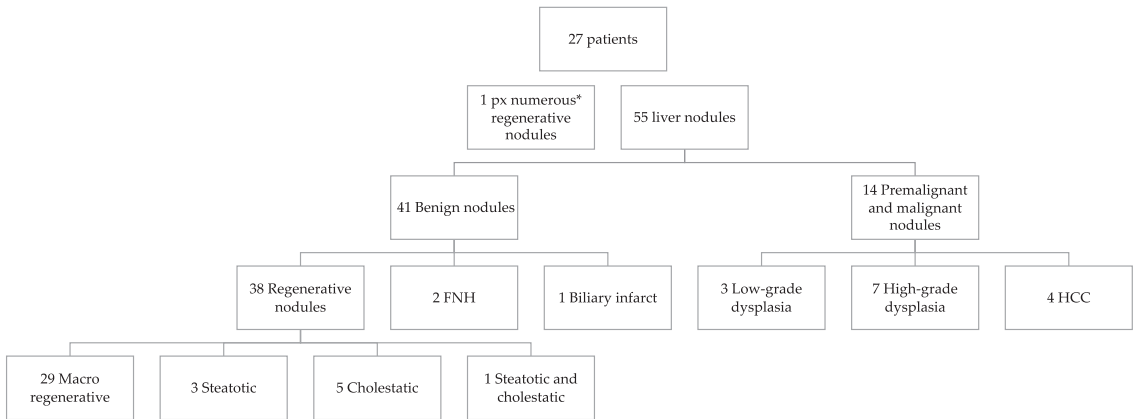 27 patients
1 px numerous*
regenerative
nodules
55 liver nodules
41 Benign nodules
14 Premalignant
and malignant
nodules
38 Regenerative
nodules
2 FNH
1 Biliary infarct
3 Low-grade
dysplasia
7 High-grade
dysplasia
4 HCC
29 Macro
regenerative
3 Steatotic
5 Cholestatic
1 Steatotic and
cholestatic